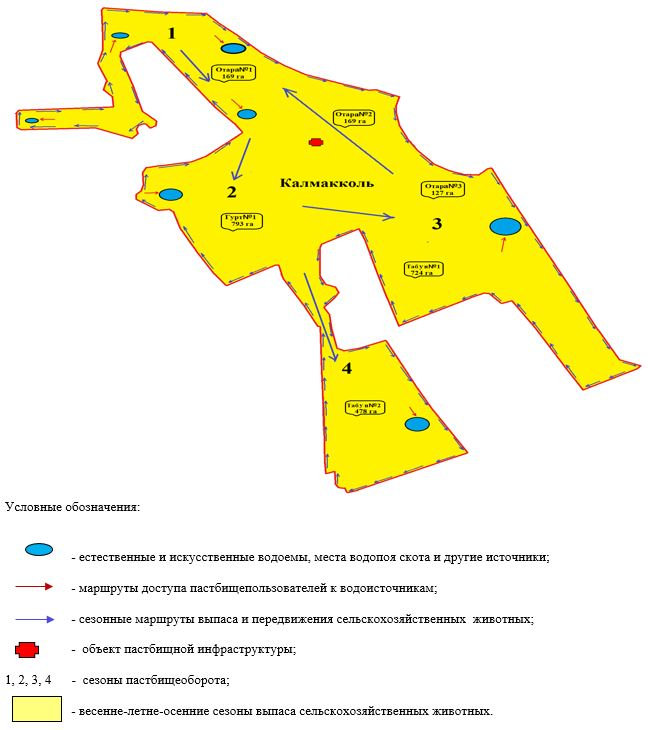 1
Отара№1
169 га
Отара№2
169 га
Калмакколь
2
Гурт№1
793 га
Отара№3
127 га
3
Табун№1
724 га
4
Табун№2
478 га
Условные обозначения:
- естественные и искусственные водоемы, места водопоя скота и другие источники;
- маршруты доступа пастбищепользователей к водоисточникам;
- сезонные маршруты выпаса и передвижения сельскохозяйственных животных;
- объект пастбищной инфраструктуры;
1, 2, 3, 4 - сезоны пастбищеоборота;
- весенне-летне-осенние сезоны выпаса сельскохозяйственных животных.